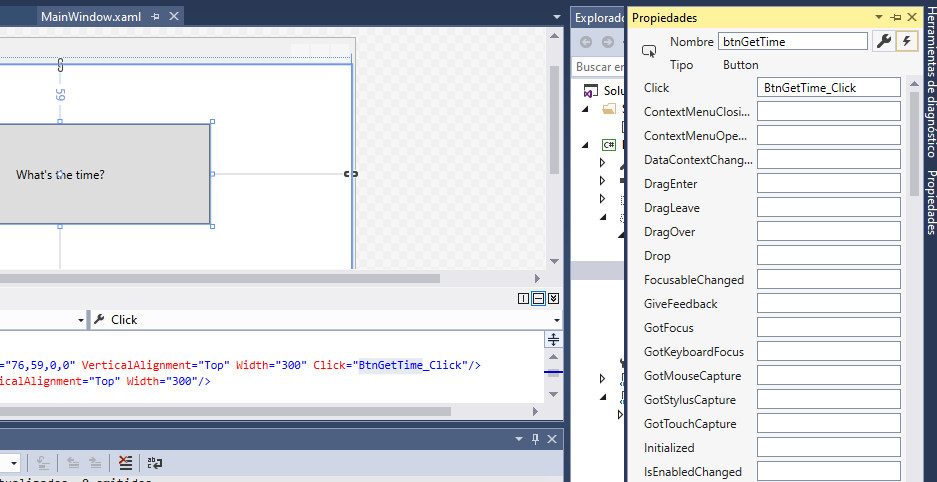 MainWindow.xaml
59
What's the time?
Click
="76,59,0,0" VerticalAlignment="Top" Width="300" Click="BtnGetTime_Click"/>
ticalAlignment="Top" Width="300"/>
Explorado
Buscar en
Solu
C#
Propiedades
Nombre btnGetTime
Tipo Button
Click BtnGetTime_Click
ContextMenuClosi...
ContextMenuOpe...
DataContextChang...
DragEnter
DragLeave
DragOver
Drop
FocusableChanged
GiveFeedback
GotFocus
GotKeyboardFocus
GotMouseCapture
GotStylusCapture
GotTouchCapture
Initialized
IsEnabledChanged
Herramientas de diagnóstico
Propiedades